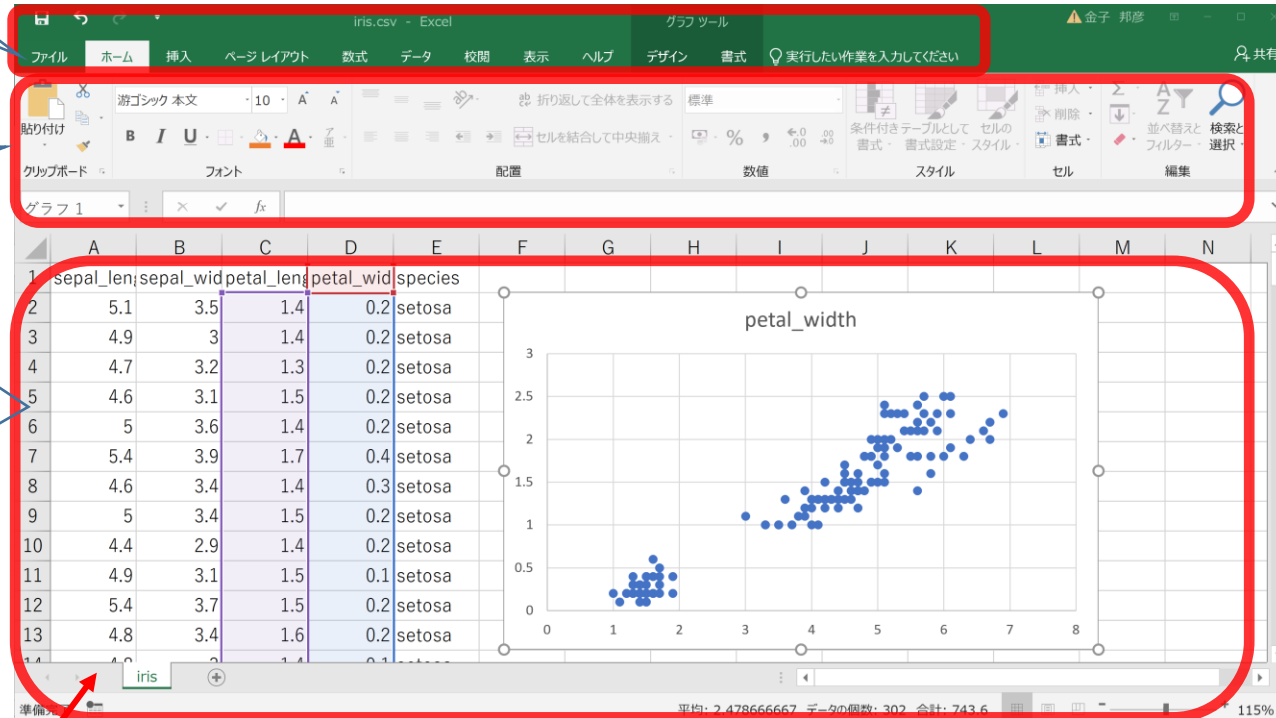 iris.csv - Excel
グラフ ツール
金子 邦彦
ファイル ホーム 挿入 ページ レイアウト 数式 データ 校閲 表示 ヘルプ デザイン 書式 実行したい作業を入力してください 共有
游ゴシック 本文 10 折り返して全体を表示する 標準 挿入
貼り付け セルを結合して中央揃え 条件付き書式 テーブルとして書式設定 セルのスタイル 削除 書式 並べ替えとフィルター 検索と選択
クリップボード フォント 配置 数値 スタイル セル 編集
グラフ 1 fx
A B C D E F G H I J K L M N
1 sepal_leng sepal_wid petal_leng petal_wid species
2 5.1 3.5 1.4 0.2 setosa
3 4.9 3 1.4 0.2 setosa
4 4.7 3.2 1.3 0.2 setosa
5 4.6 3.1 1.5 0.2 setosa
6 5 3.6 1.4 0.2 setosa
7 5.4 3.9 1.7 0.4 setosa
8 4.6 3.4 1.4 0.3 setosa
9 5 3.4 1.5 0.2 setosa
10 4.4 2.9 1.4 0.2 setosa
11 4.9 3.1 1.5 0.1 setosa
12 5.4 3.7 1.5 0.2 setosa
13 4.8 3.4 1.6 0.2 setosa
petal_width
3
2.5
2
1.5
1
0.5
0
0 1 2 3 4 5 6 7 8
iris
平均: 2.478666667 データの個数: 302 合計: 743.6 115%